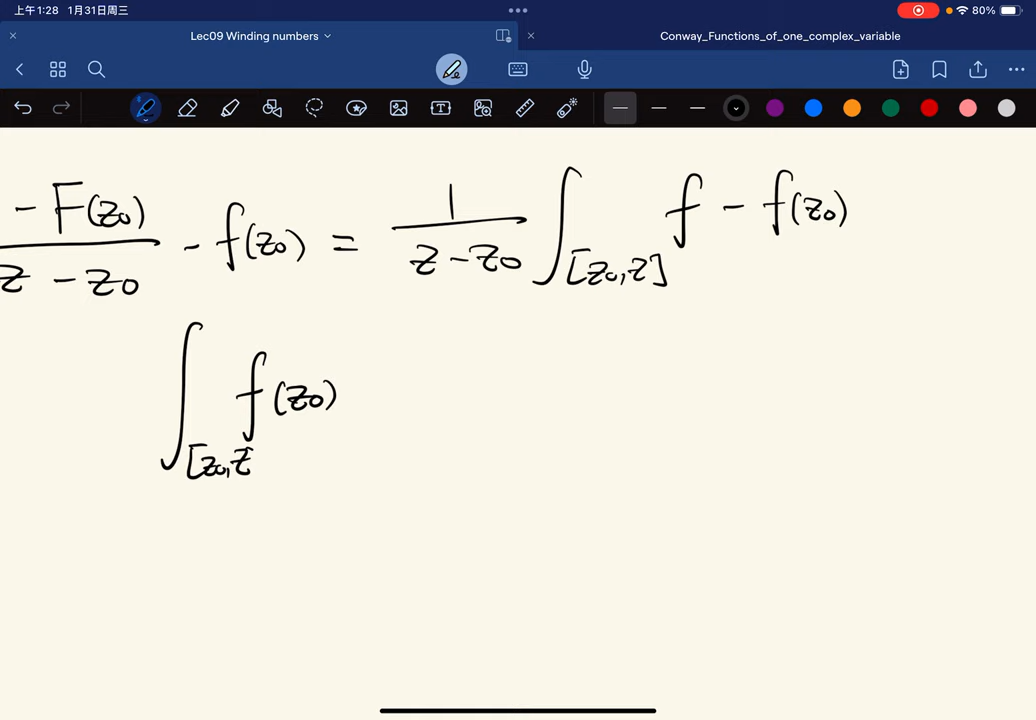 上午1:28 1月31日周三
80%
Lec09 Winding numbers
Conway_Functions_of_one_complex_variable
- F(z₀) / z - z₀ - f(z₀) = 1 / z - z₀ ∫_[z₀,z] f - f(z₀)
∫_[z₀,z f(z₀)